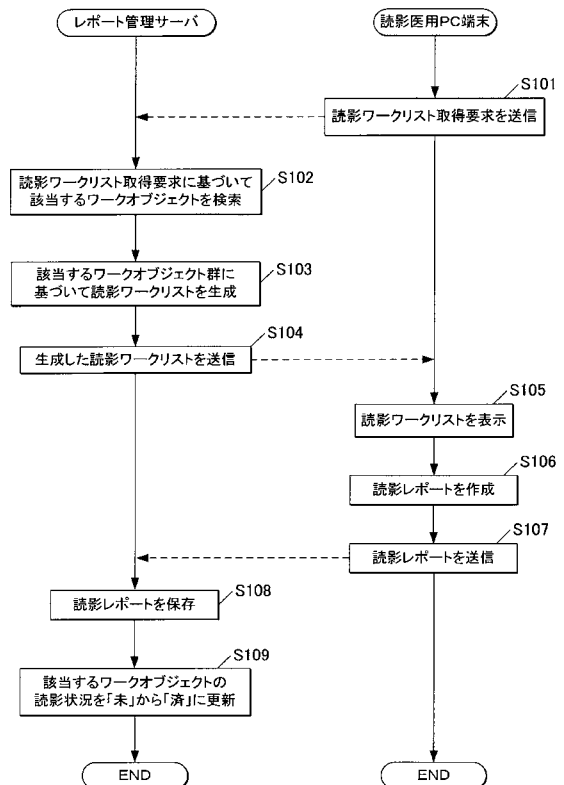 レポート管理サーバ
読影医用PC端末
S101
読影ワークリスト取得要求を送信
S102
読影ワークリスト取得要求に基づいて
該当するワークオブジェクトを検索
S103
該当するワークオブジェクト群に
基づいて読影ワークリストを生成
S104
生成した読影ワークリストを送信
S105
読影ワークリストを表示
S106
読影レポートを作成
S107
読影レポートを送信
S108
読影レポートを保存
S109
該当するワークオブジェクトの
読影状況を「未」から「済」に更新
END
END